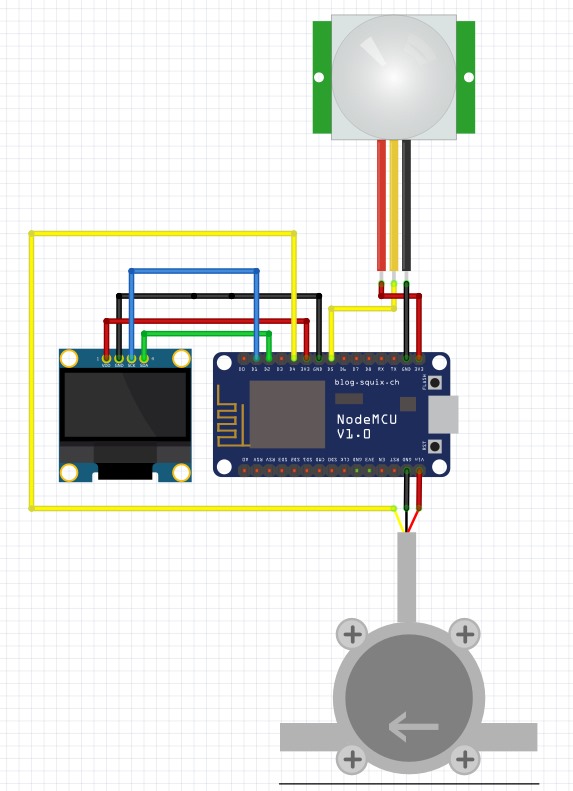 1 VDD GND SCK SDA 4
D0 D1 D2 D3 D4 3V3 GND D5 D6 D7 D8 RX TX GND 3V3
blog.squix.ch
FLASH
NodeMCU
V1.0
RST
A0 RSV RSV SD3 SD2 SD1 CMD SD0 CLK GND 3V3 EN RST GND Vin